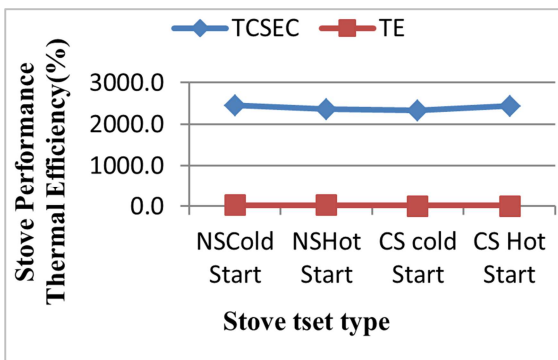 TCSEC TE
Stove Performance
Thermal Efficiency(%)
3000.0
2000.0
1000.0
0.0
NSCold NSHot CS cold CS Hot
Start Start Start Start
Stove tset type